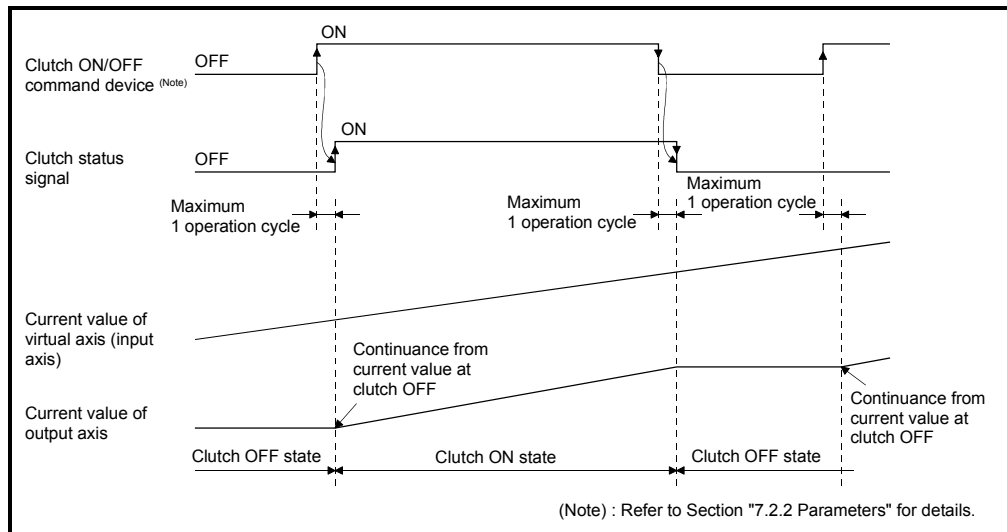 ON
Clutch ON/OFF
command device (Note)
OFF
ON
Clutch status
signal
OFF
Maximum
1 operation cycle
Maximum
1 operation cycle
Maximum
1 operation cycle
Current value of
virtual axis (input
axis)
Continuance from
current value at
clutch OFF
Continuance from
current value at
clutch OFF
Current value of
output axis
Clutch OFF state
Clutch ON state
Clutch OFF state
(Note) : Refer to Section "7.2.2 Parameters" for details.